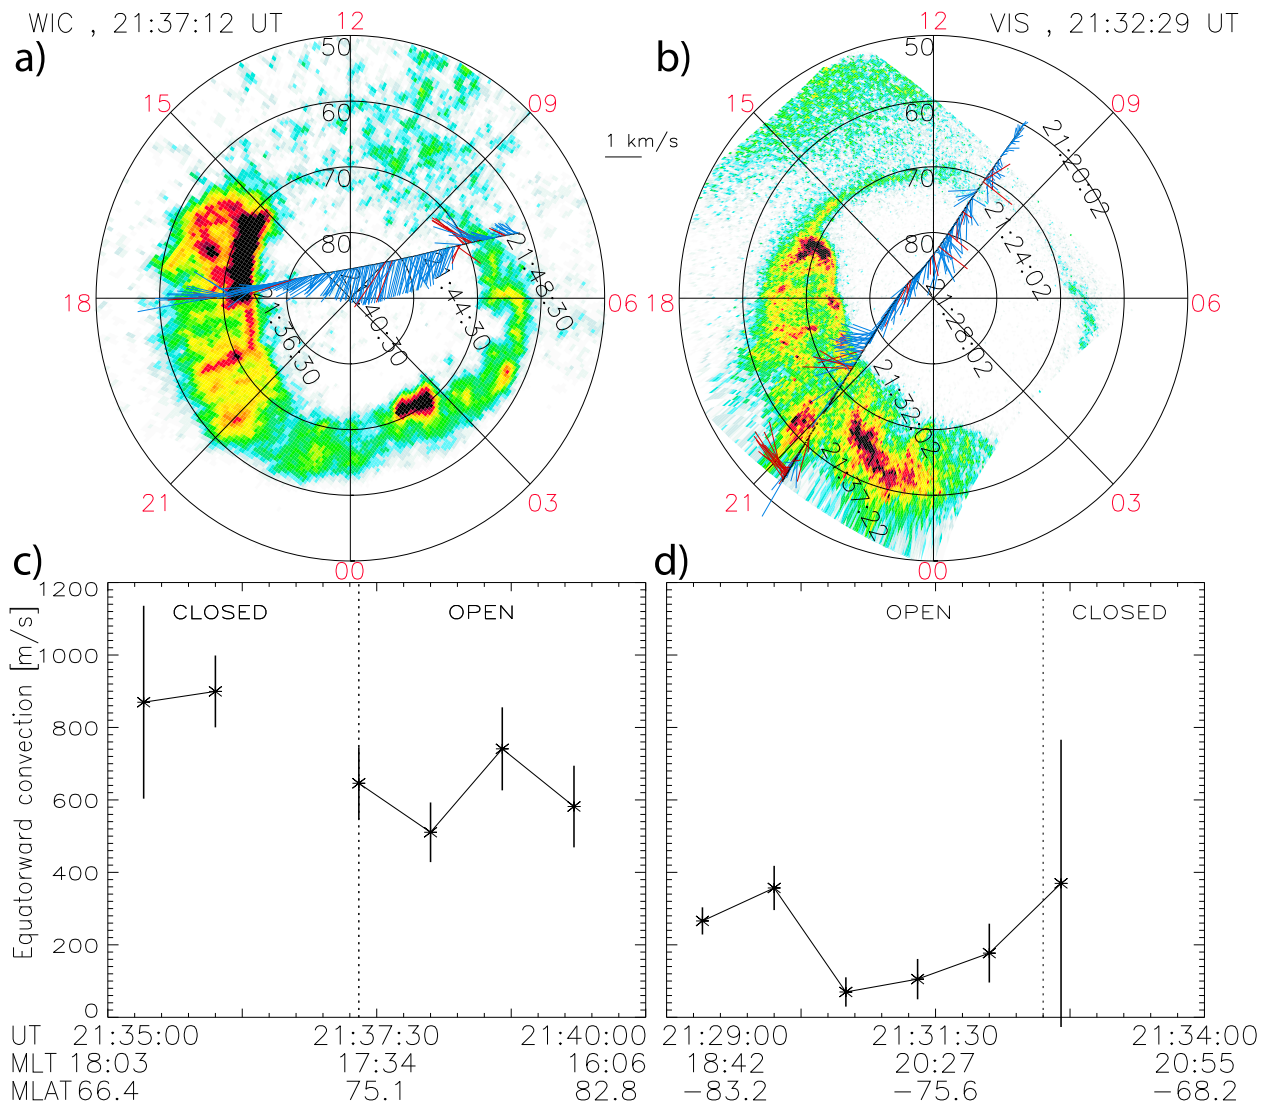 WIC , 21:37:12 UT
12
VIS , 21:32:29 UT
12
a)
50
b)
50
15
60
09
15
60
09
1 km/s
70
70
21:20:02
80
80
21:24:02
18
06
18
06
21:48:30
:44:30
:40:30
21:36:30
21:28:02
21:32:02
21:37:22
21
03
21
03
00
00
c)
d)
1200
1000
800
600
400
200
0
Equatorward convection [m/s]
CLOSED
OPEN
OPEN
CLOSED
UT 21:35:00 21:37:30 21:40:00 21:29:00 21:31:30 21:34:00
MLT 18:03 17:34 16:06 18:42 20:27 20:55
MLAT 66.4 75.1 82.8 −83.2 −75.6 −68.2